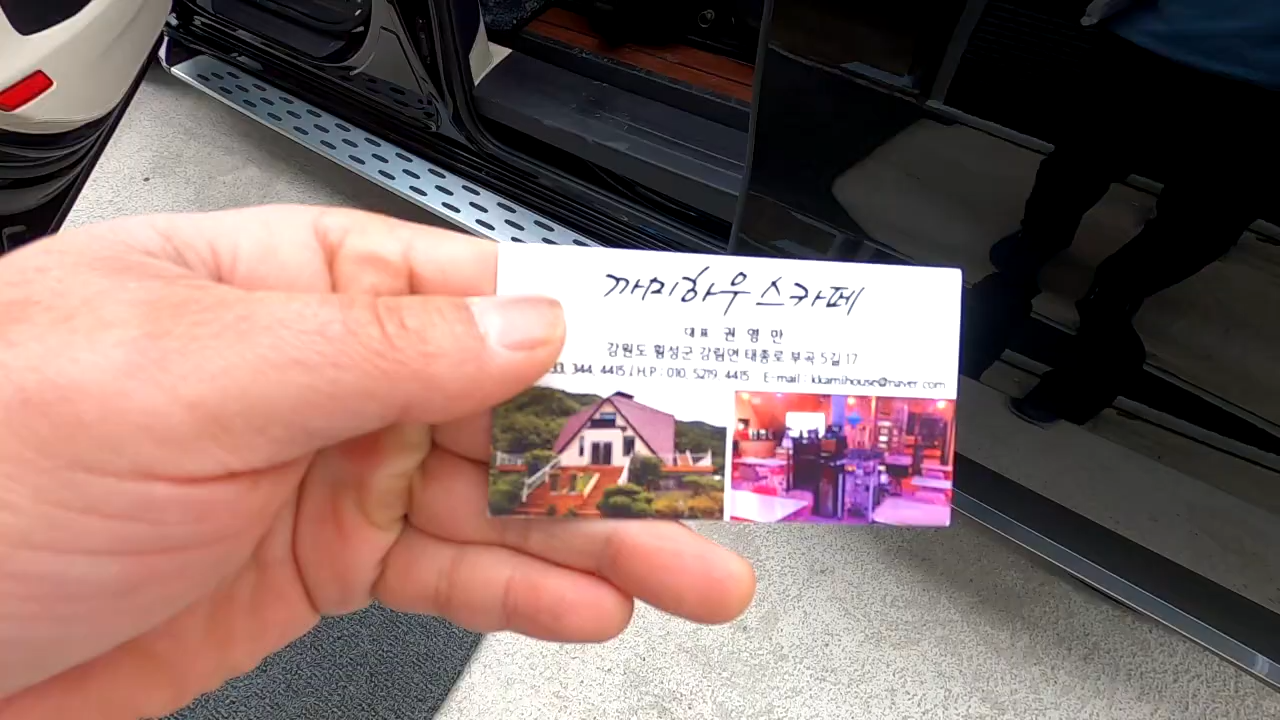 까미하우스카페
대표 권영만
강원도 횡성군 강림면 태종로 부곡 5길 17
33. 344. 4415 / H.P : 010. 5219. 4415 E-mail : kkamihouse@naver.com